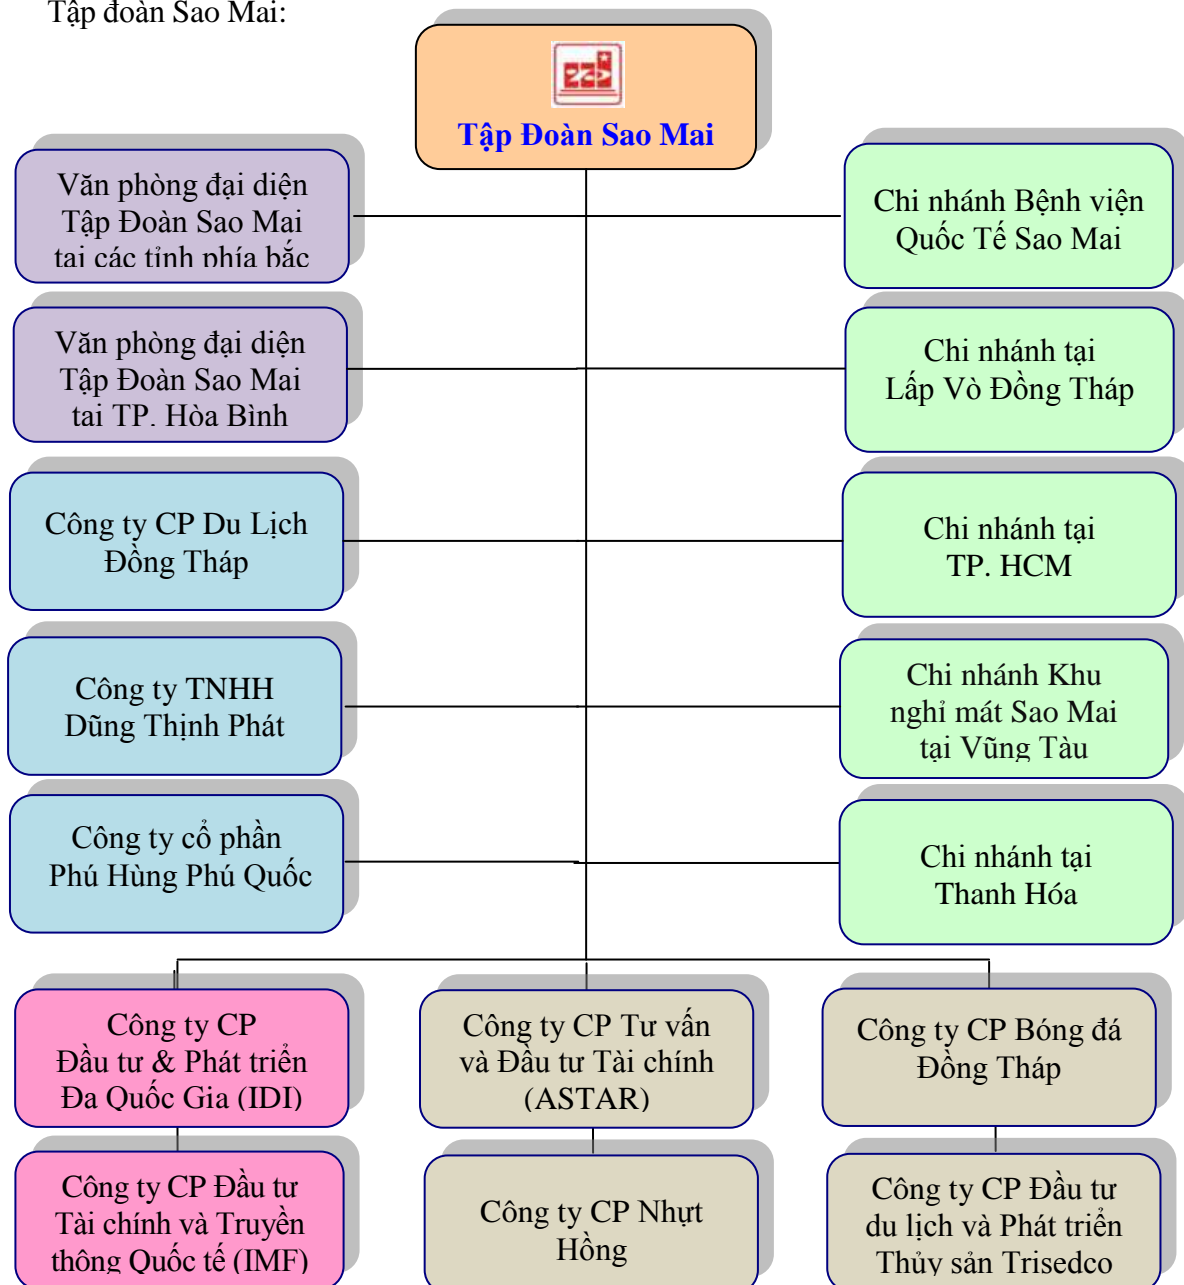 Tập đoàn Sao Mai:
Tập Đoàn Sao Mai
Văn phòng đại diện
Tập Đoàn Sao Mai
tại các tỉnh phía bắc
Chi nhánh Bệnh viện
Quốc Tế Sao Mai
Văn phòng đại diện
Tập Đoàn Sao Mai
tại TP. Hòa Bình
Chi nhánh tại
Lấp Vò Đồng Tháp
Công ty CP Du Lịch
Đồng Tháp
Chi nhánh tại
TP. HCM
Công ty TNHH
Dũng Thịnh Phát
Chi nhánh Khu
nghỉ mát Sao Mai
tại Vũng Tàu
Công ty cổ phần
Phú Hùng Phú Quốc
Chi nhánh tại
Thanh Hóa
Công ty CP
Đầu tư & Phát triển
Đa Quốc Gia (IDI)
Công ty CP Tư vấn
và Đầu tư Tài chính
(ASTAR)
Công ty CP Bóng đá
Đồng Tháp
Công ty CP Đầu tư
Tài chính và Truyền
thông Quốc tế (IMF)
Công ty CP Nhựt
Hồng
Công ty CP Đầu tư
du lịch và Phát triển
Thủy sản Trisedco